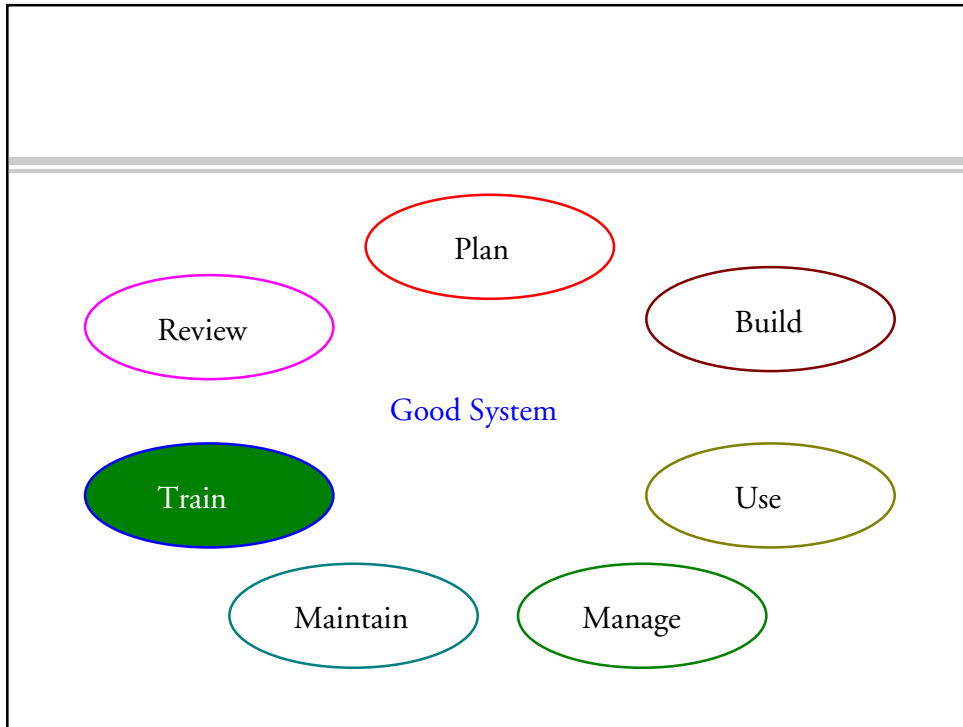 Plan
Build
Review
Good System
Train
Use
Maintain
Manage